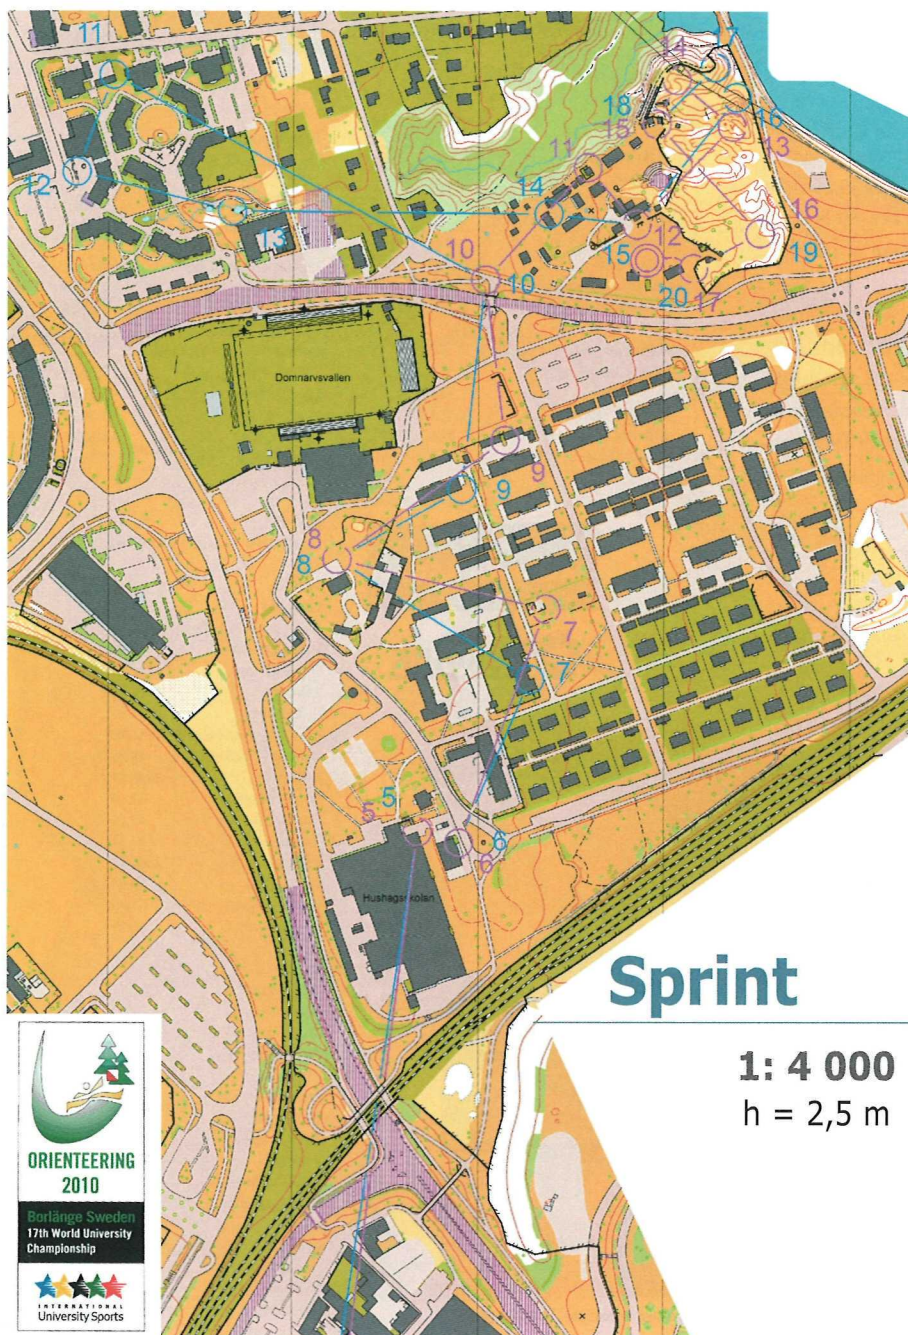 11
17
14
18
15
16
11
13
12
14
16
13
10
12
15
19
10
20
17
Domnarvsvallen
9
9
8
8
7
7
5
5
6
6
Hushagsskolan
Sprint
1: 4 000
h = 2,5 m
ORIENTEERING
2010
Borlänge Sweden
17th World University
Championship
INTERNATIONAL
University Sports